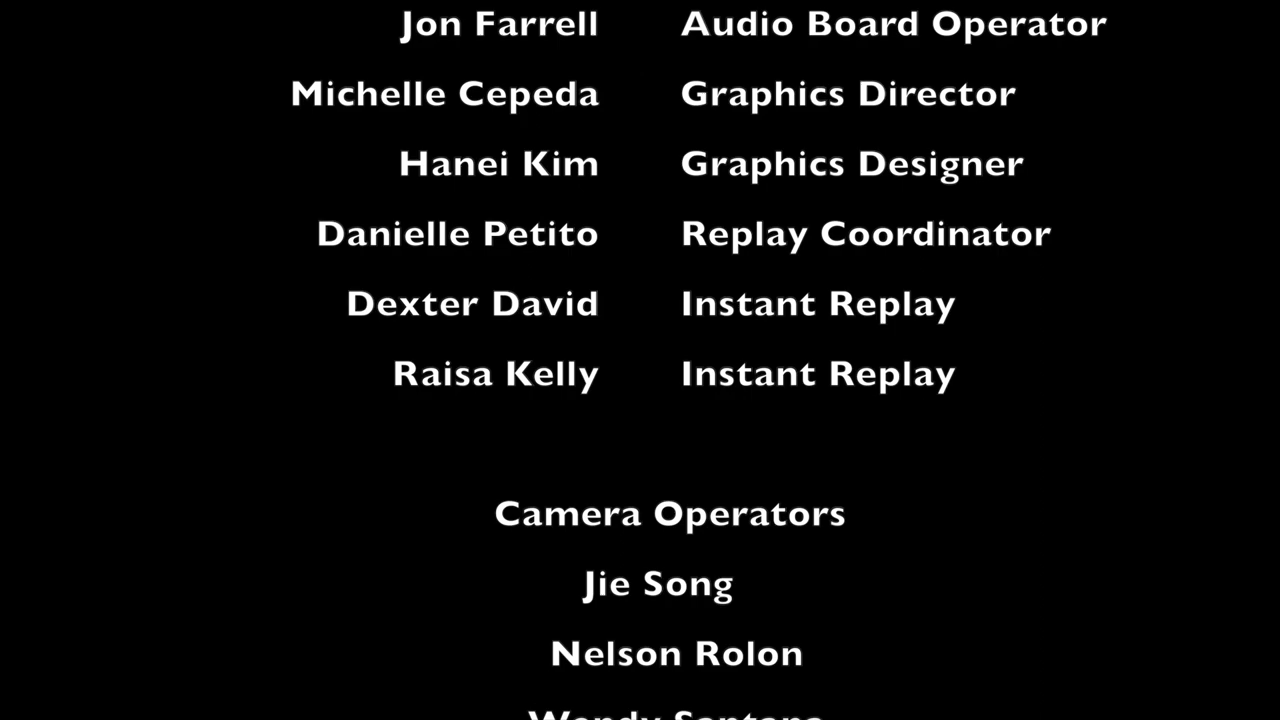 Jon Farrell Audio Board Operator
Michelle Cepeda Graphics Director
Hanei Kim Graphics Designer
Danielle Petito Replay Coordinator
Dexter David Instant Replay
Raisa Kelly Instant Replay
Camera Operators
Jie Song
Nelson Rolon